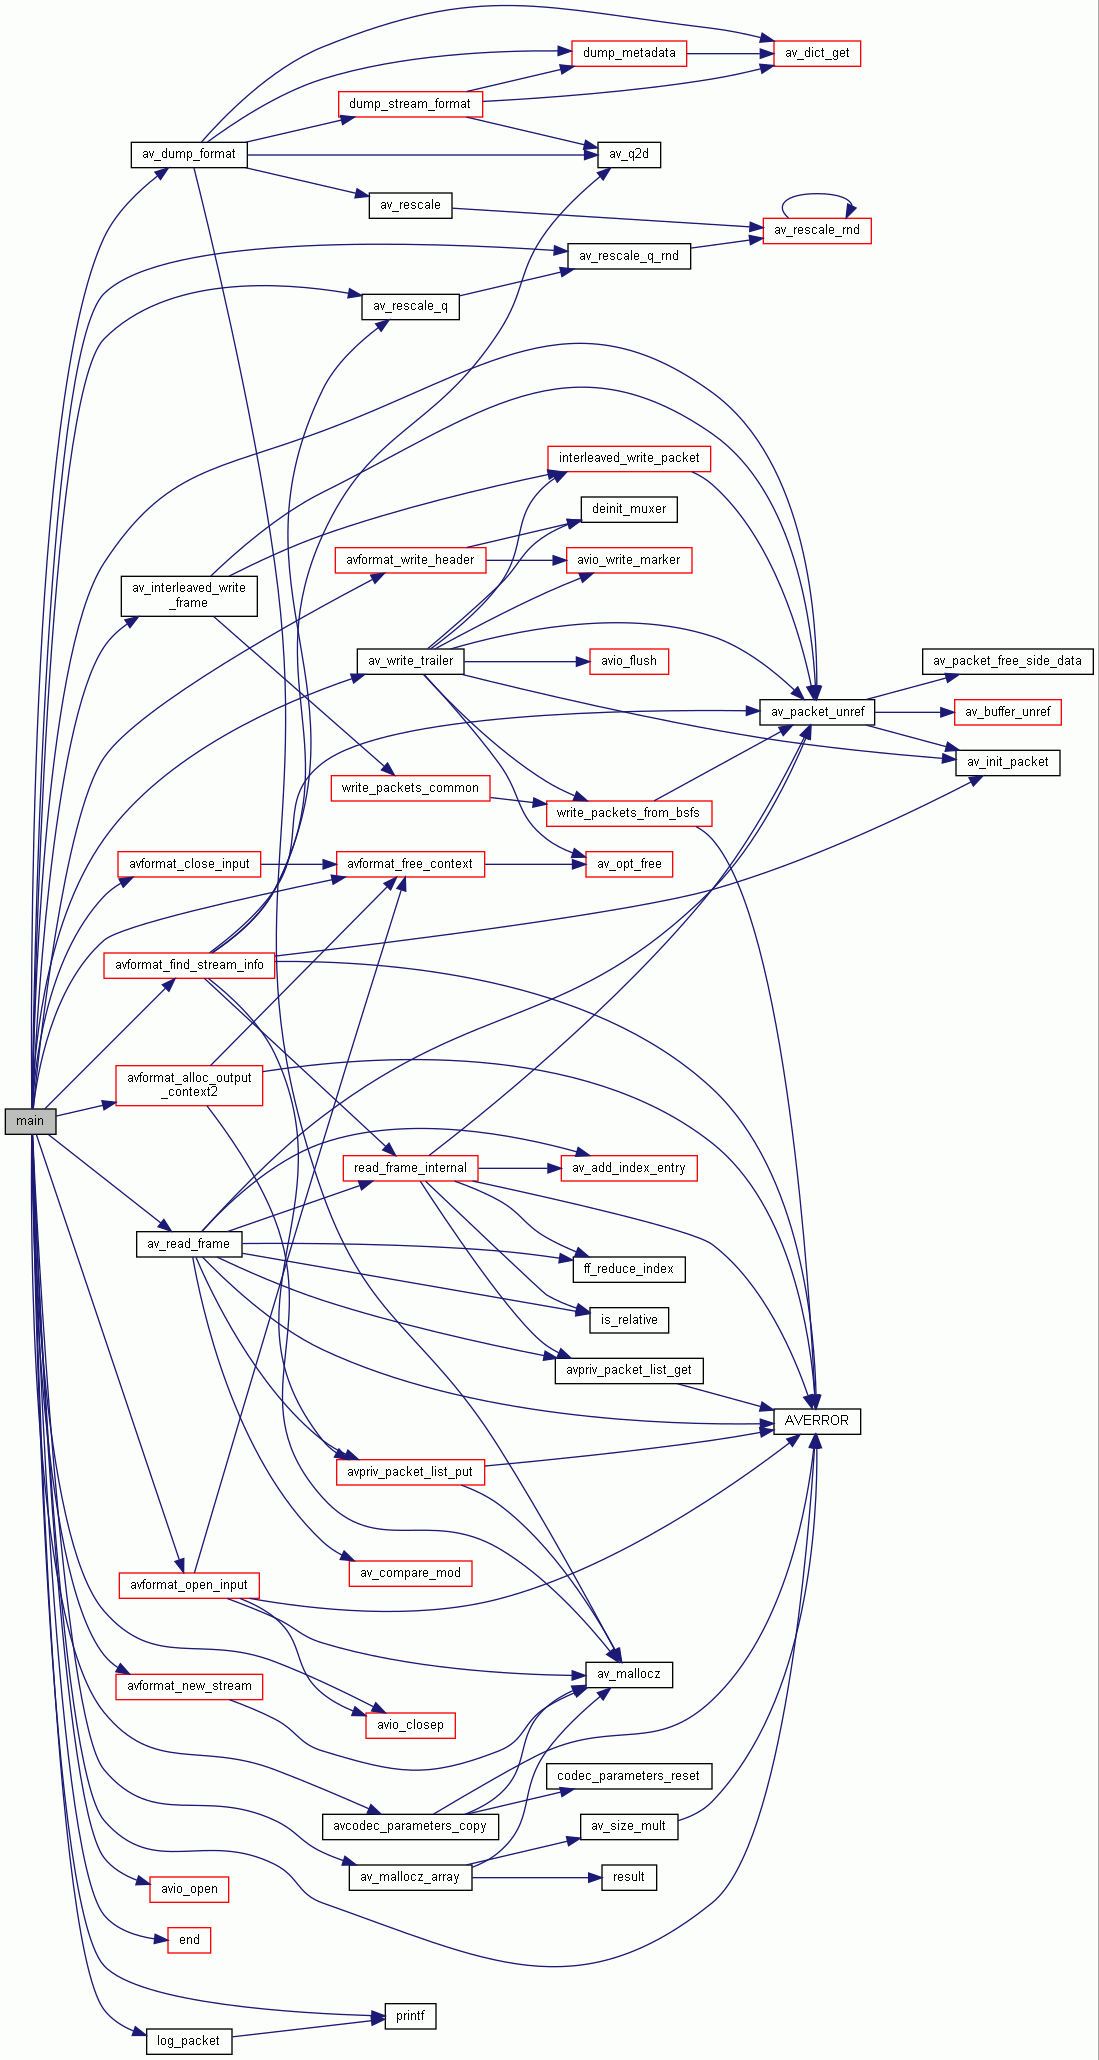 dump_metadata
av_dict_get
dump_stream_format
av_dump_format
av_q2d
av_rescale
av_rescale_rnd
av_rescale_q_rnd
av_rescale_q
interleaved_write_packet
deinit_muxer
avformat_write_header
avio_write_marker
av_interleaved_write
_frame
av_write_trailer
avio_flush
av_packet_free_side_data
av_packet_unref
av_buffer_unref
av_init_packet
write_packets_common
write_packets_from_bsfs
avformat_close_input
avformat_free_context
av_opt_free
avformat_find_stream_info
avformat_alloc_output
_context2
main
read_frame_internal
av_add_index_entry
av_read_frame
ff_reduce_index
is_relative
avpriv_packet_list_get
AVERROR
avpriv_packet_list_put
av_compare_mod
avformat_open_input
av_mallocz
avformat_new_stream
avio_closep
codec_parameters_reset
avcodec_parameters_copy
av_size_mult
av_mallocz_array
result
avio_open
end
printf
log_packet